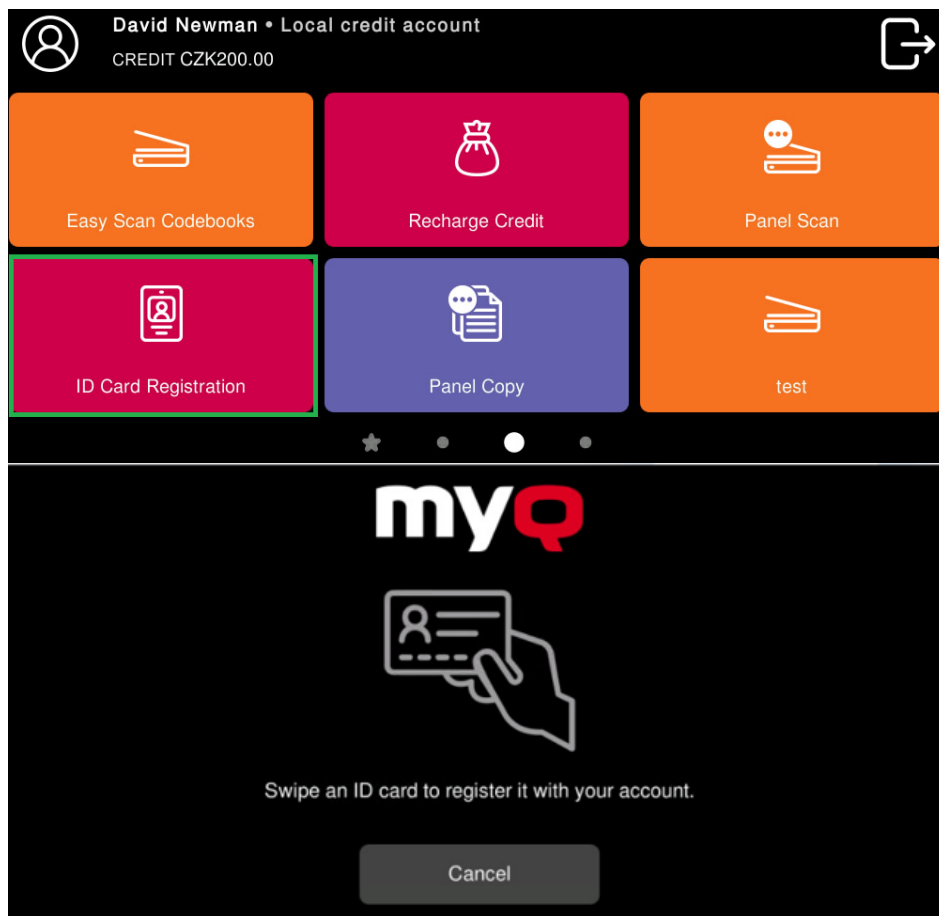 David Newman • Local credit account
CREDIT CZK200.00
Easy Scan Codebooks
Recharge Credit
Panel Scan
ID Card Registration
Panel Copy
test
myQ
Swipe an ID card to register it with your account.
Cancel